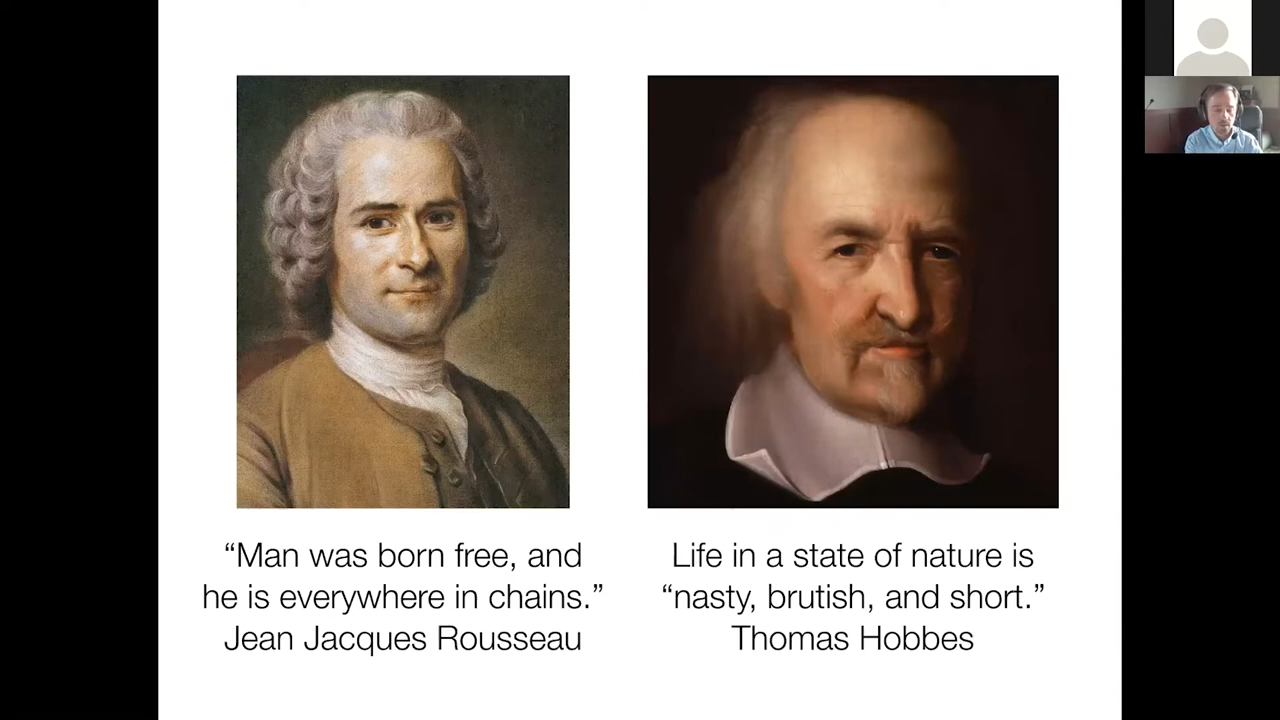 “Man was born free, and
he is everywhere in chains.”
Jean Jacques Rousseau
Life in a state of nature is
“nasty, brutish, and short.”
Thomas Hobbes